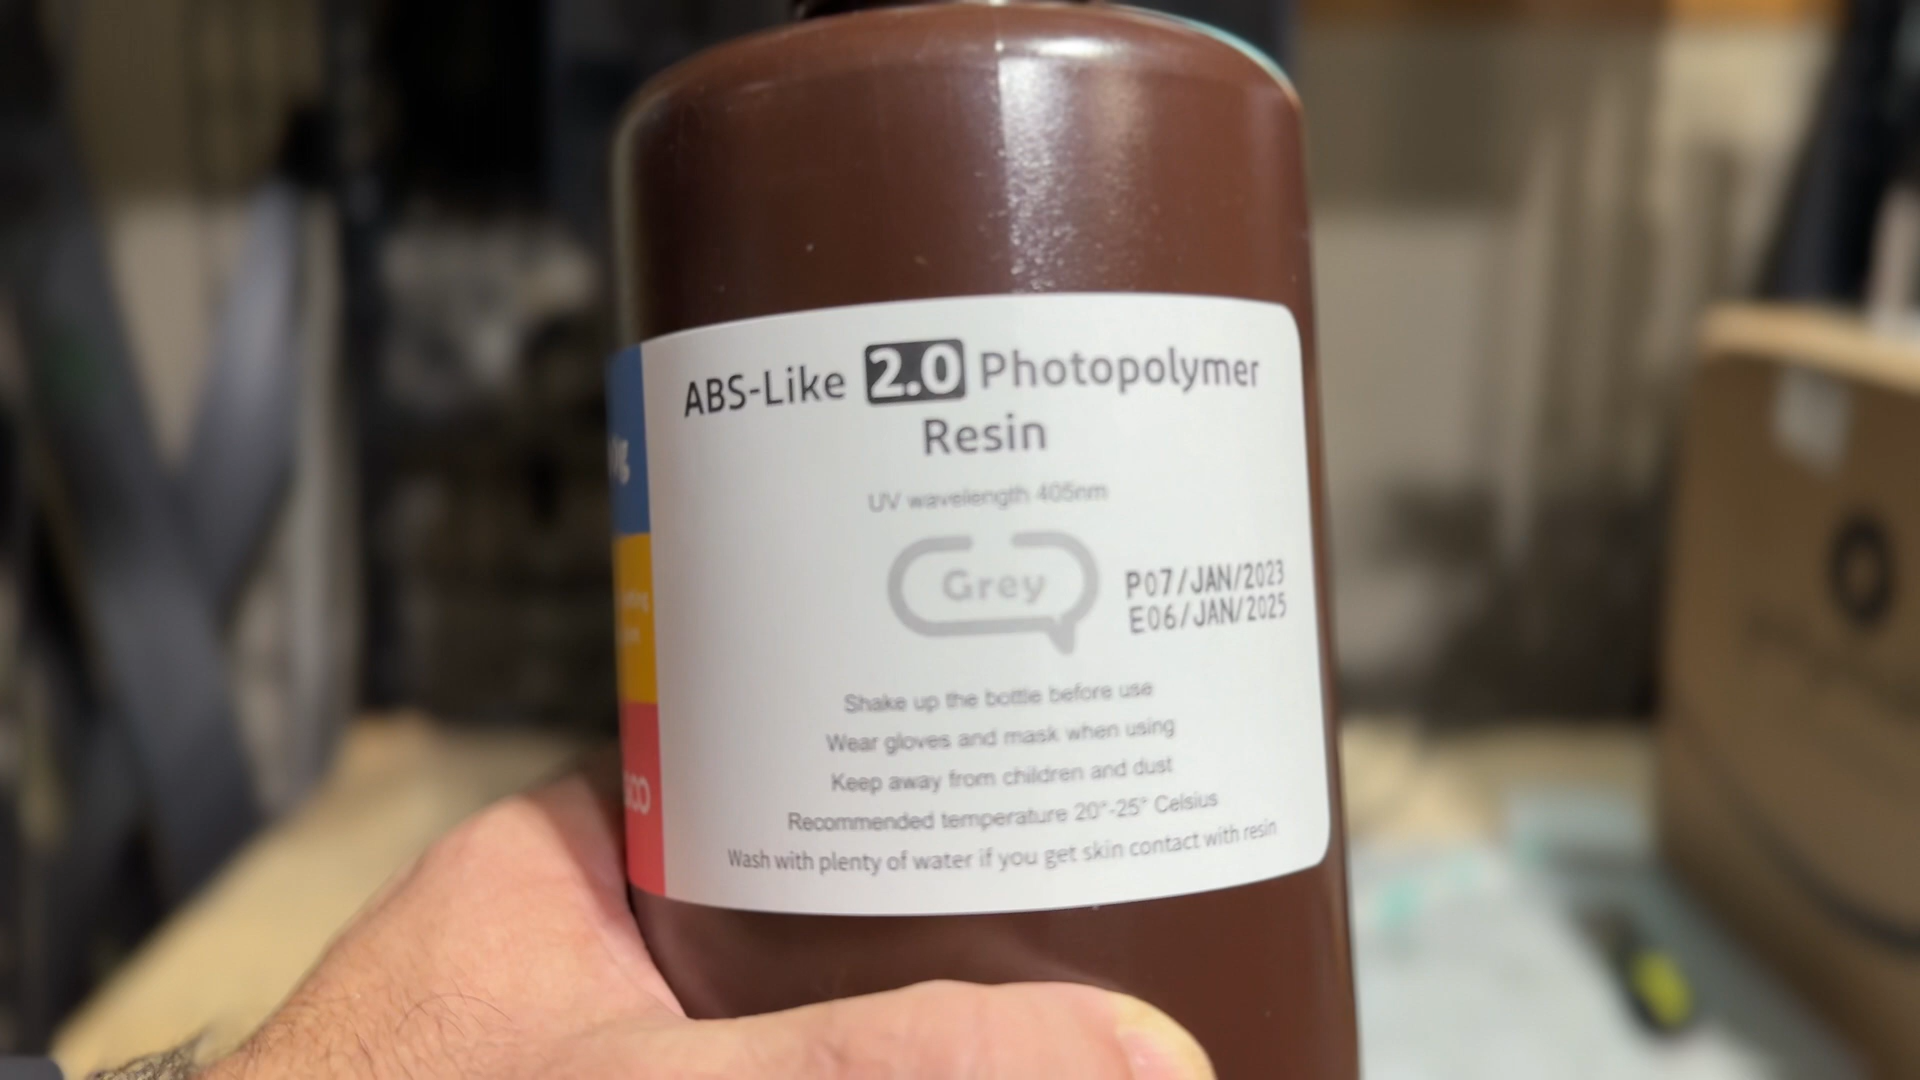 ABS-Like 2.0 Photopolymer
Resin
UV wavelength 405nm
Grey
P07/JAN/2023
E06/JAN/2025
Shake up the bottle before use
Wear gloves and mask when using
Keep away from children and dust
Recommended temperature 20°-25° Celsius
Wash with plenty of water if you get skin contact with resin